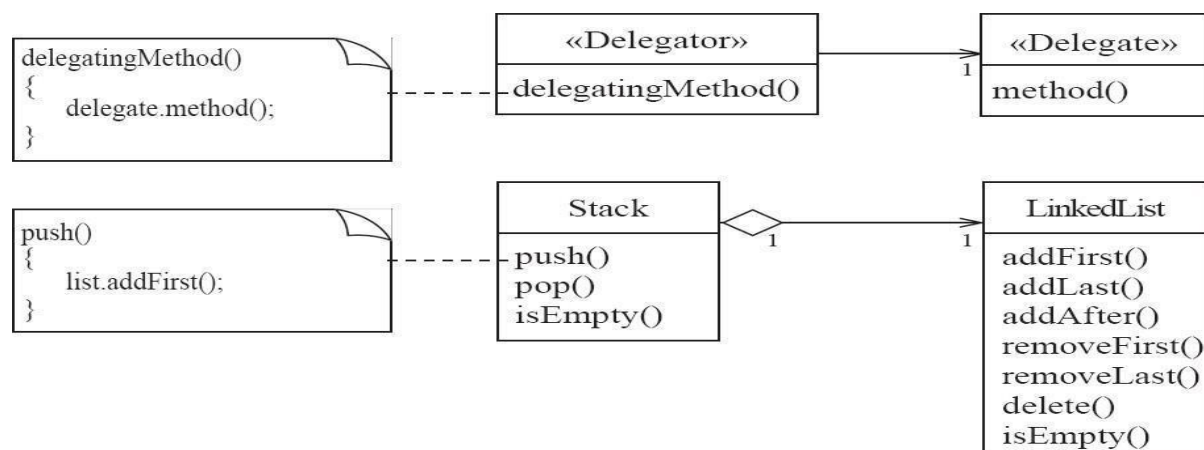 delegatingMethod()
{
delegate.method();
}
«Delegator»
delegatingMethod()
1
«Delegate»
method()
push()
{
list.addFirst();
}
Stack
push()
pop()
isEmpty()
1
1
LinkedList
addFirst()
addLast()
addAfter()
removeFirst()
removeLast()
delete()
isEmpty()